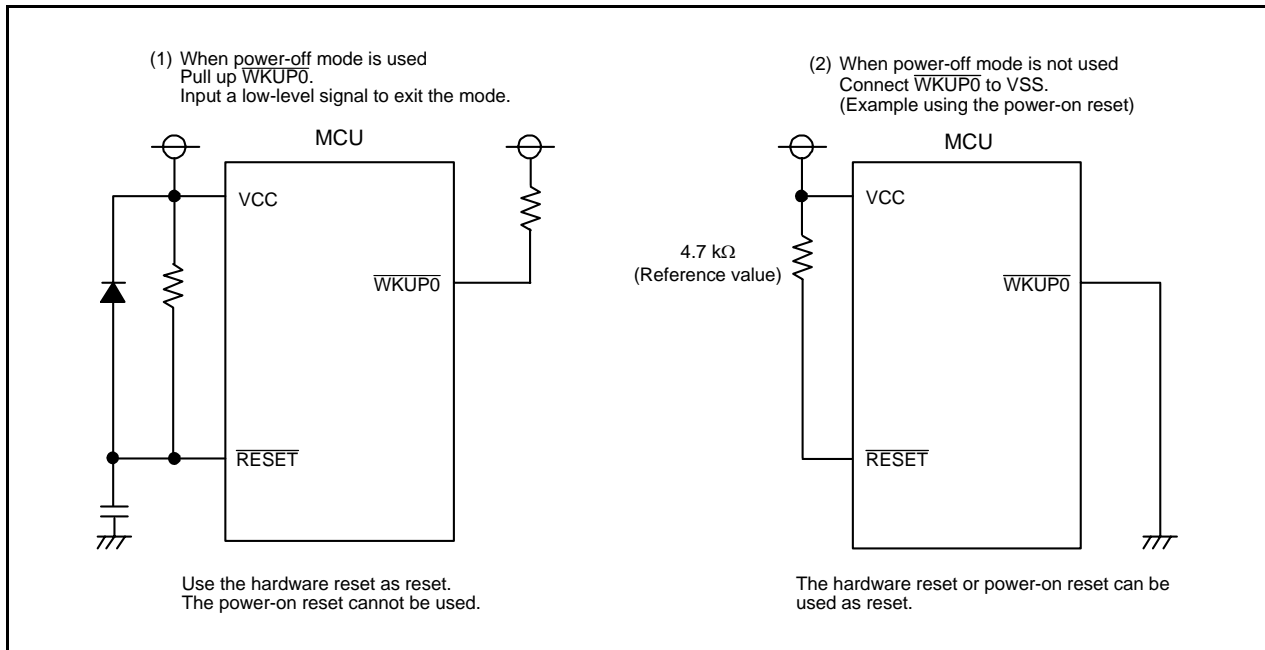 (1) When power-off mode is used
Pull up WKUP0.
Input a low-level signal to exit the mode.
MCU
VCC
WKUP0
RESET
Use the hardware reset as reset.
The power-on reset cannot be used.
(2) When power-off mode is not used
Connect WKUP0 to VSS.
(Example using the power-on reset)
MCU
VCC
4.7 kΩ
(Reference value)
WKUP0
RESET
The hardware reset or power-on reset can be
used as reset.